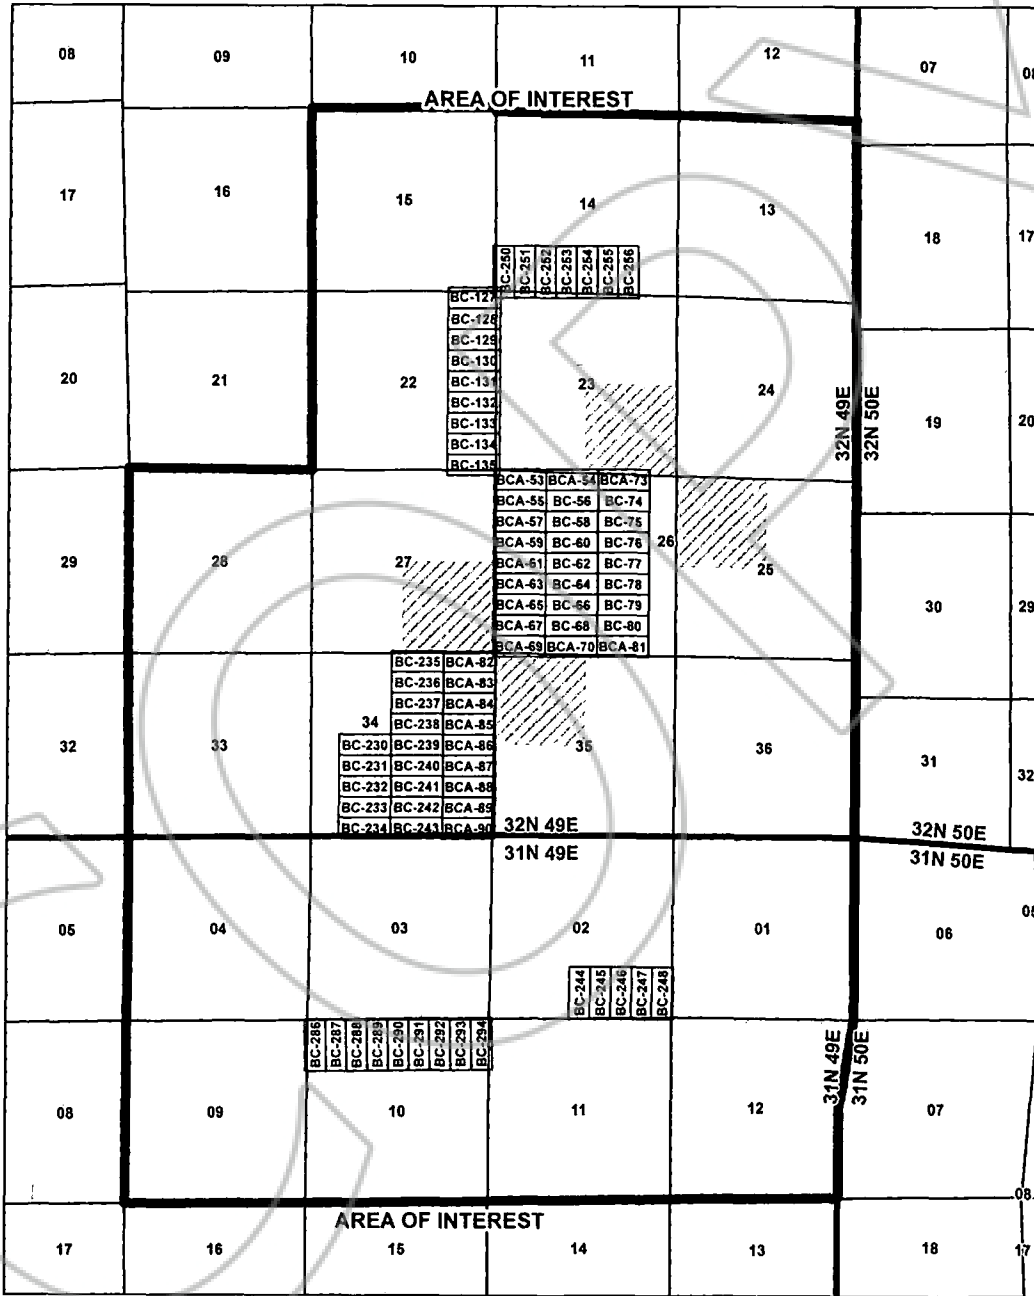 08 09 10 11 12 07 08
AREA OF INTEREST
17 16 15 14 13 18 17
BC-250 BC-251 BC-252 BC-253 BC-254 BC-255 BC-256
BC-127
BC-128
BC-129
BC-130
20 21 22 BC-131 23 24 32N 49E 32N 50E 19 20
BC-132
BC-133
BC-134
BC-135
BCA-53 BCA-54 BCA-73
BCA-55 BC-56 BC-74
BCA-57 BC-58 BC-75
BCA-59 BC-60 BC-76 26
29 28 27 BCA-61 BC-62 BC-77 25 30 29
BCA-63 BC-64 BC-78
BCA-65 BC-66 BC-79
BCA-67 BC-68 BC-80
BCA-69 BCA-70 BCA-81
BC-235 BCA-82
BC-236 BCA-83
BC-237 BCA-84
34 BC-238 BCA-85
32 33 BC-230 BC-239 BCA-86 35 36 31 32
BC-231 BC-240 BCA-87
BC-232 BC-241 BCA-88
BC-233 BC-242 BCA-89
BC-234 BC-243 BCA-90
32N 49E 32N 50E
31N 49E 31N 50E
05 04 03 02 01 06 05
BC-244 BC-245 BC-246 BC-247 BC-248
BC-286 BC-287 BC-288 BC-289 BC-290 BC-291 BC-292 BC-293 BC-294
31N 49E 31N 50E
08 09 10 11 12 07
08
AREA OF INTEREST
17 16 15 14 13 18 17